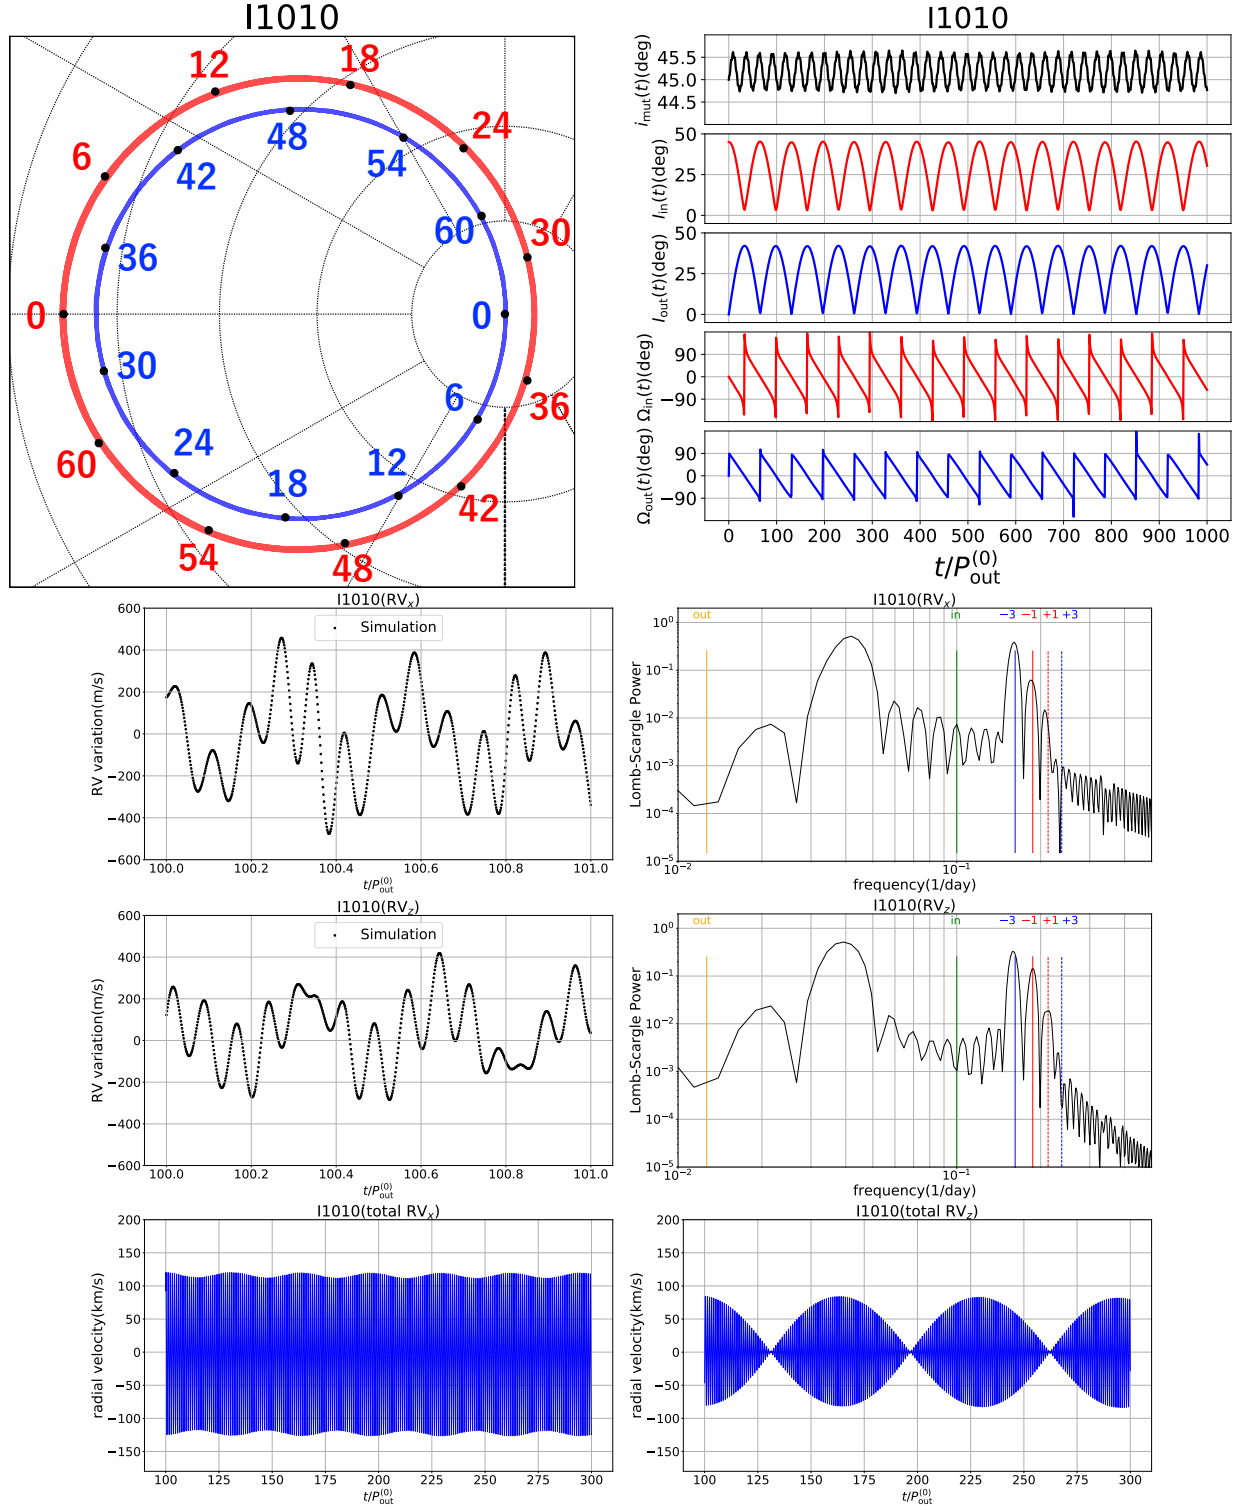 I1010
12
18
24
6
48
42
54
60
30
36
0
0
30
6
36
24
12
60
18
42
54
48
I1010
i_mut(t)(deg)
45.5
45.0
44.5
I_in(t)(deg)
50
25
0
I_out(t)(deg)
50
25
0
Ω_in(t)(deg)
90
0
−90
Ω_out(t)(deg)
90
0
−90
0 100 200 300 400 500 600 700 800 900 1000
t/P_out^(0)
I1010(RV_x)
Simulation
RV variation(m/s)
600
400
200
0
−200
−400
−600
100.0 100.2 100.4 100.6 100.8 101.0
t/P_out^(0)
I1010(RV_x)
out in −3 −1 +1 +3
Lomb-Scargle Power
10^0
10^−1
10^−2
10^−3
10^−4
10^−5
10^−2 10^−1
frequency(1/day)
I1010(RV_z)
Simulation
RV variation(m/s)
600
400
200
0
−200
−400
−600
100.0 100.2 100.4 100.6 100.8 101.0
t/P_out^(0)
I1010(RV_z)
out in −3 −1 +1 +3
Lomb-Scargle Power
10^0
10^−1
10^−2
10^−3
10^−4
10^−5
10^−2 10^−1
frequency(1/day)
I1010(total RV_x)
radial velocity(km/s)
200
150
100
50
0
−50
−100
−150
100 125 150 175 200 225 250 275 300
t/P_out^(0)
I1010(total RV_z)
radial velocity(km/s)
200
150
100
50
0
−50
−100
−150
100 125 150 175 200 225 250 275 300
t/P_out^(0)